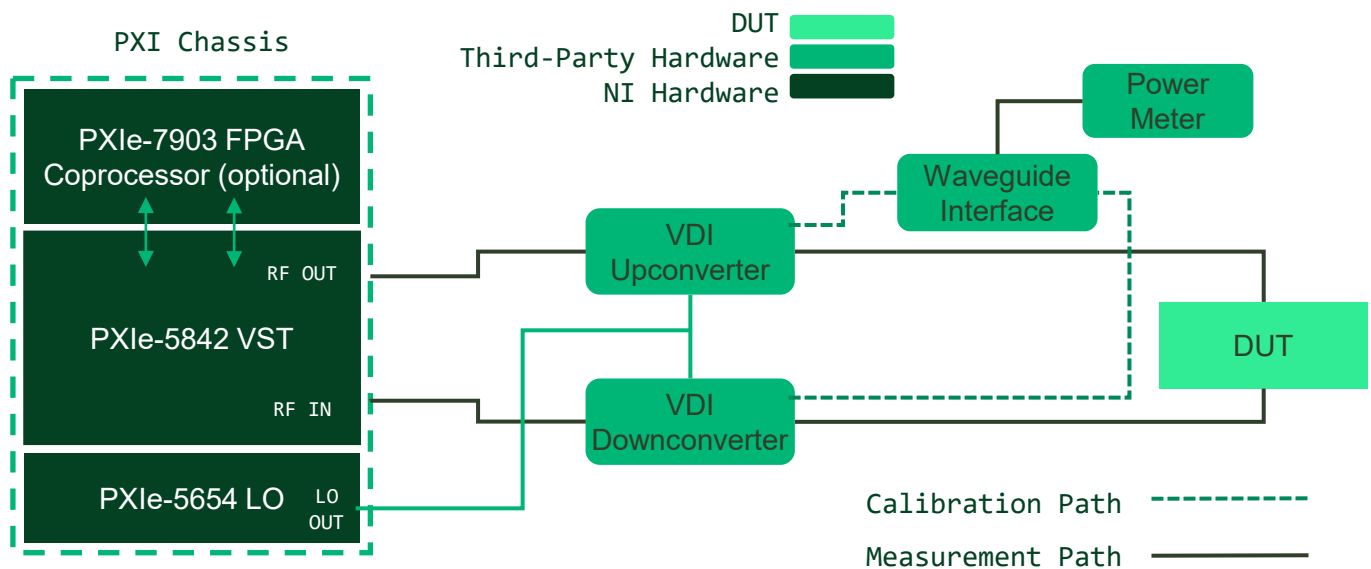 PXI Chassis
DUT
Third-Party Hardware
NI Hardware
PXIe-7903 FPGA
Coprocessor (optional)
RF OUT
PXIe-5842 VST
RF IN
PXIe-5654 LO
LO
OUT
VDI
Upconverter
VDI
Downconverter
Waveguide
Interface
Power
Meter
DUT
Calibration Path
Measurement Path